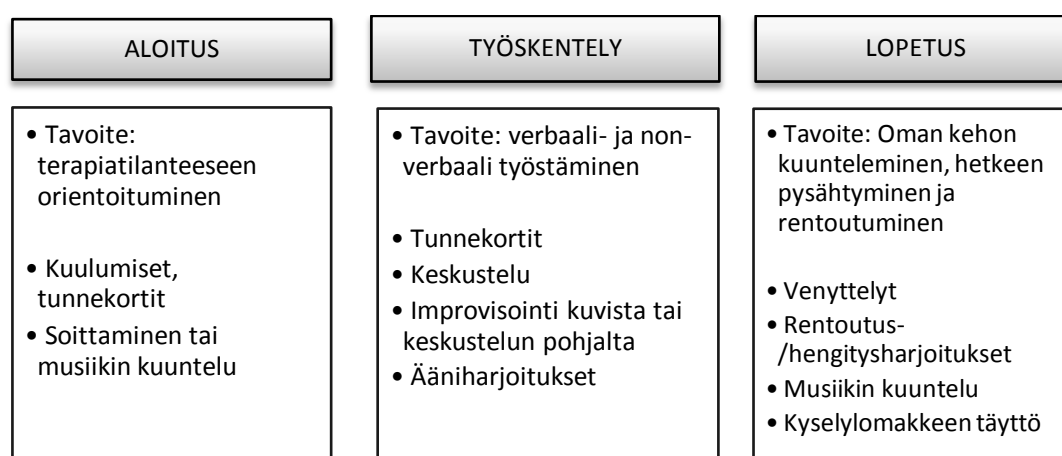 ALOITUS
• Tavoite:
terapiatilanteeseen
orientoituminen
• Kuulumiset,
tunnekortit
• Soittaminen tai
musiikin kuuntelu
TYÖSKENTELY
• Tavoite: verbaali- ja non-
verbaali työstäminen
• Tunnekortit
• Keskustelu
• Improvisointi kuvista tai
keskustelun pohjalta
• Ääniharjoitukset
LOPETUS
• Tavoite: Oman kehon
kuunteleminen, hetkeen
pysähtyminen ja
rentoutuminen
• Venyttelyt
• Rentoutus-
/hengitysharjoitukset
• Musiikin kuuntelu
• Kyselylomakkeen täyttö